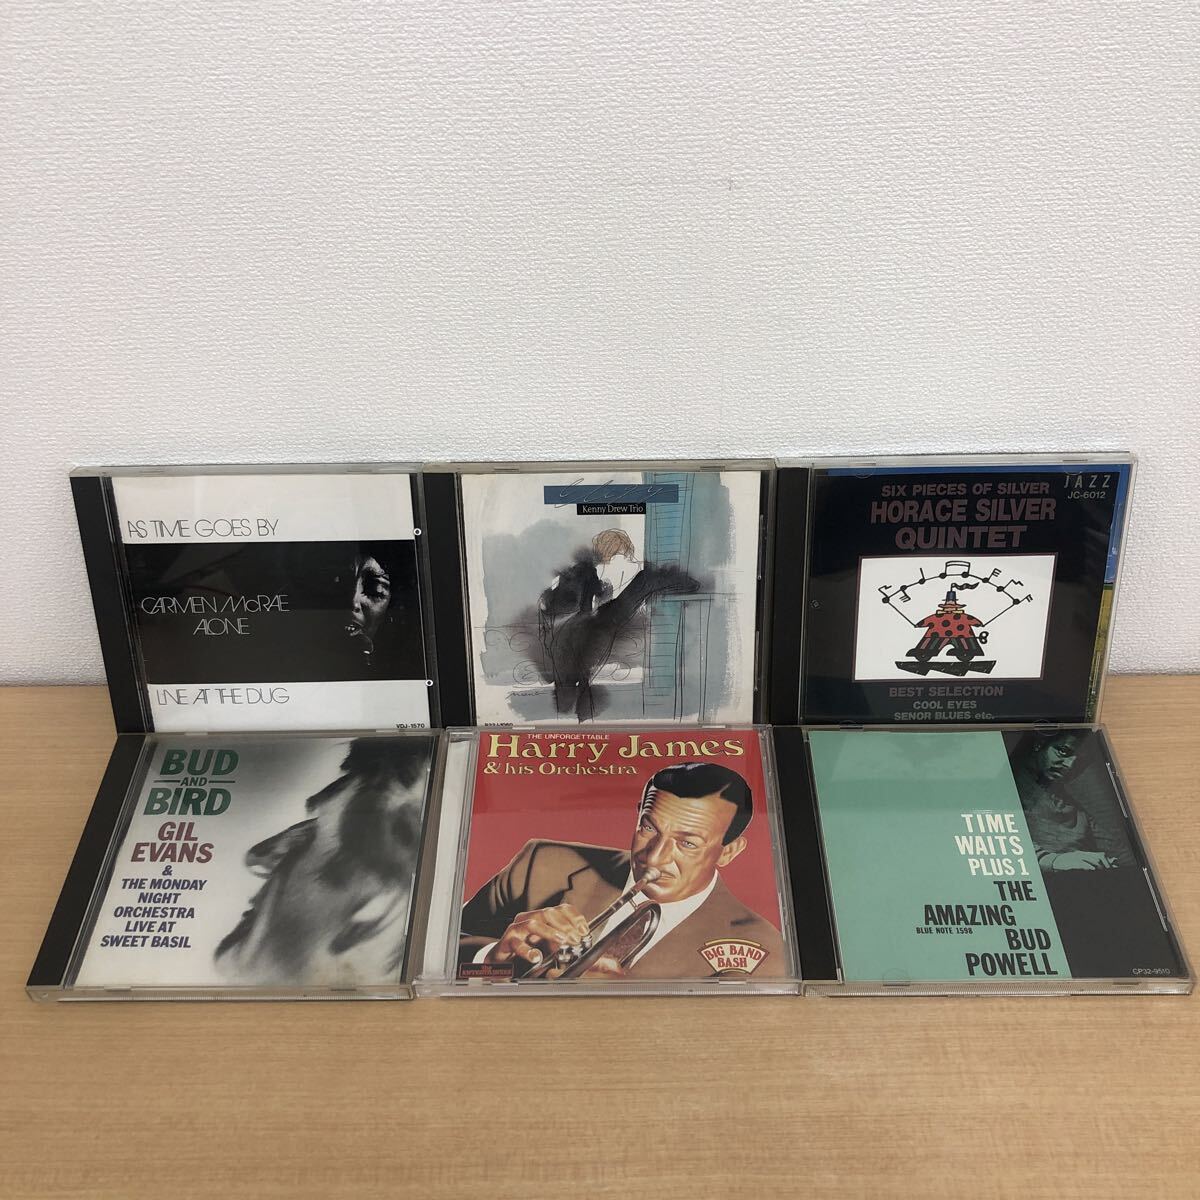 AS TIME GOES BY
CARMEN McRAE
ALONE
LIVE AT THE DUG
VDJ-1570
Kenny Drew Trio
JAZZ
JC-6012
SIX PIECES OF SILVER
HORACE SILVER
QUINTET
BEST SELECTION
COOL EYES
SENOR BLUES etc.
BUD
AND
BIRD
GIL
EVANS
&
THE MONDAY
NIGHT
ORCHESTRA
LIVE AT
SWEET BASIL
THE UNFORGETTABLE
Harry James
& his Orchestra
BIG BAND
BASH
TIME
WAITS
PLUS 1
THE
AMAZING
BLUE NOTE 1598
BUD
POWELL
CP32-9510